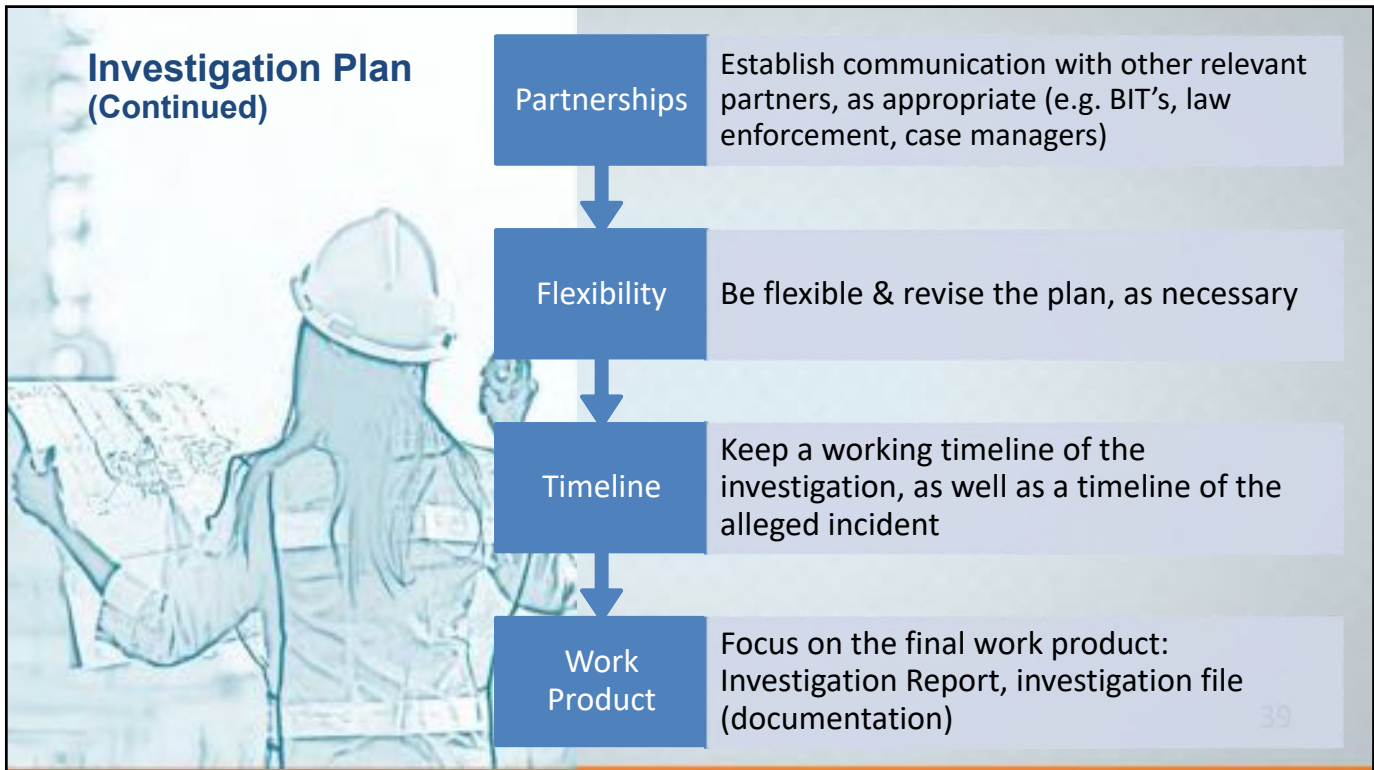 Investigation Plan
(Continued)
Partnerships
Establish communication with other relevant
partners, as appropriate (e.g. BIT’s, law
enforcement, case managers)
Flexibility
Be flexible & revise the plan, as necessary
Timeline
Keep a working timeline of the
investigation, as well as a timeline of the
alleged incident
Work
Product
Focus on the final work product:
Investigation Report, investigation file
(documentation)
39